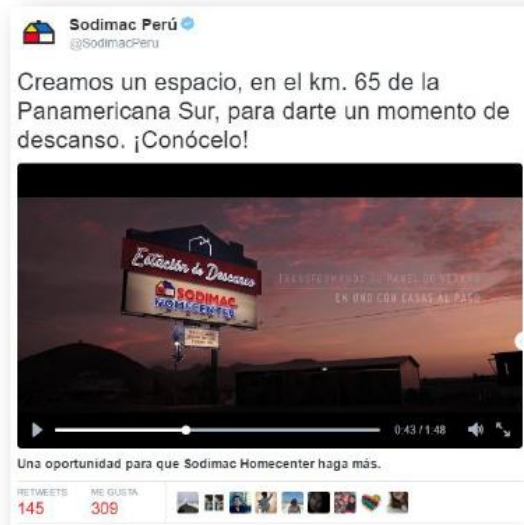 Sodimac Perú
@SodimacPeru
Creamos un espacio, en el km. 65 de la
Panamericana Sur, para darte un momento de
descanso. ¡Conócelo!
Estación de Descanso
SODIMAC
HOMECENTER
TRANSFORMANDO SU PANEL DE VERANO
EN UNO CON CASAS AL PASO
0:43 / 1:48
Una oportunidad para que Sodimac Homecenter haga más.
RETWEETS
145
ME GUSTA
309